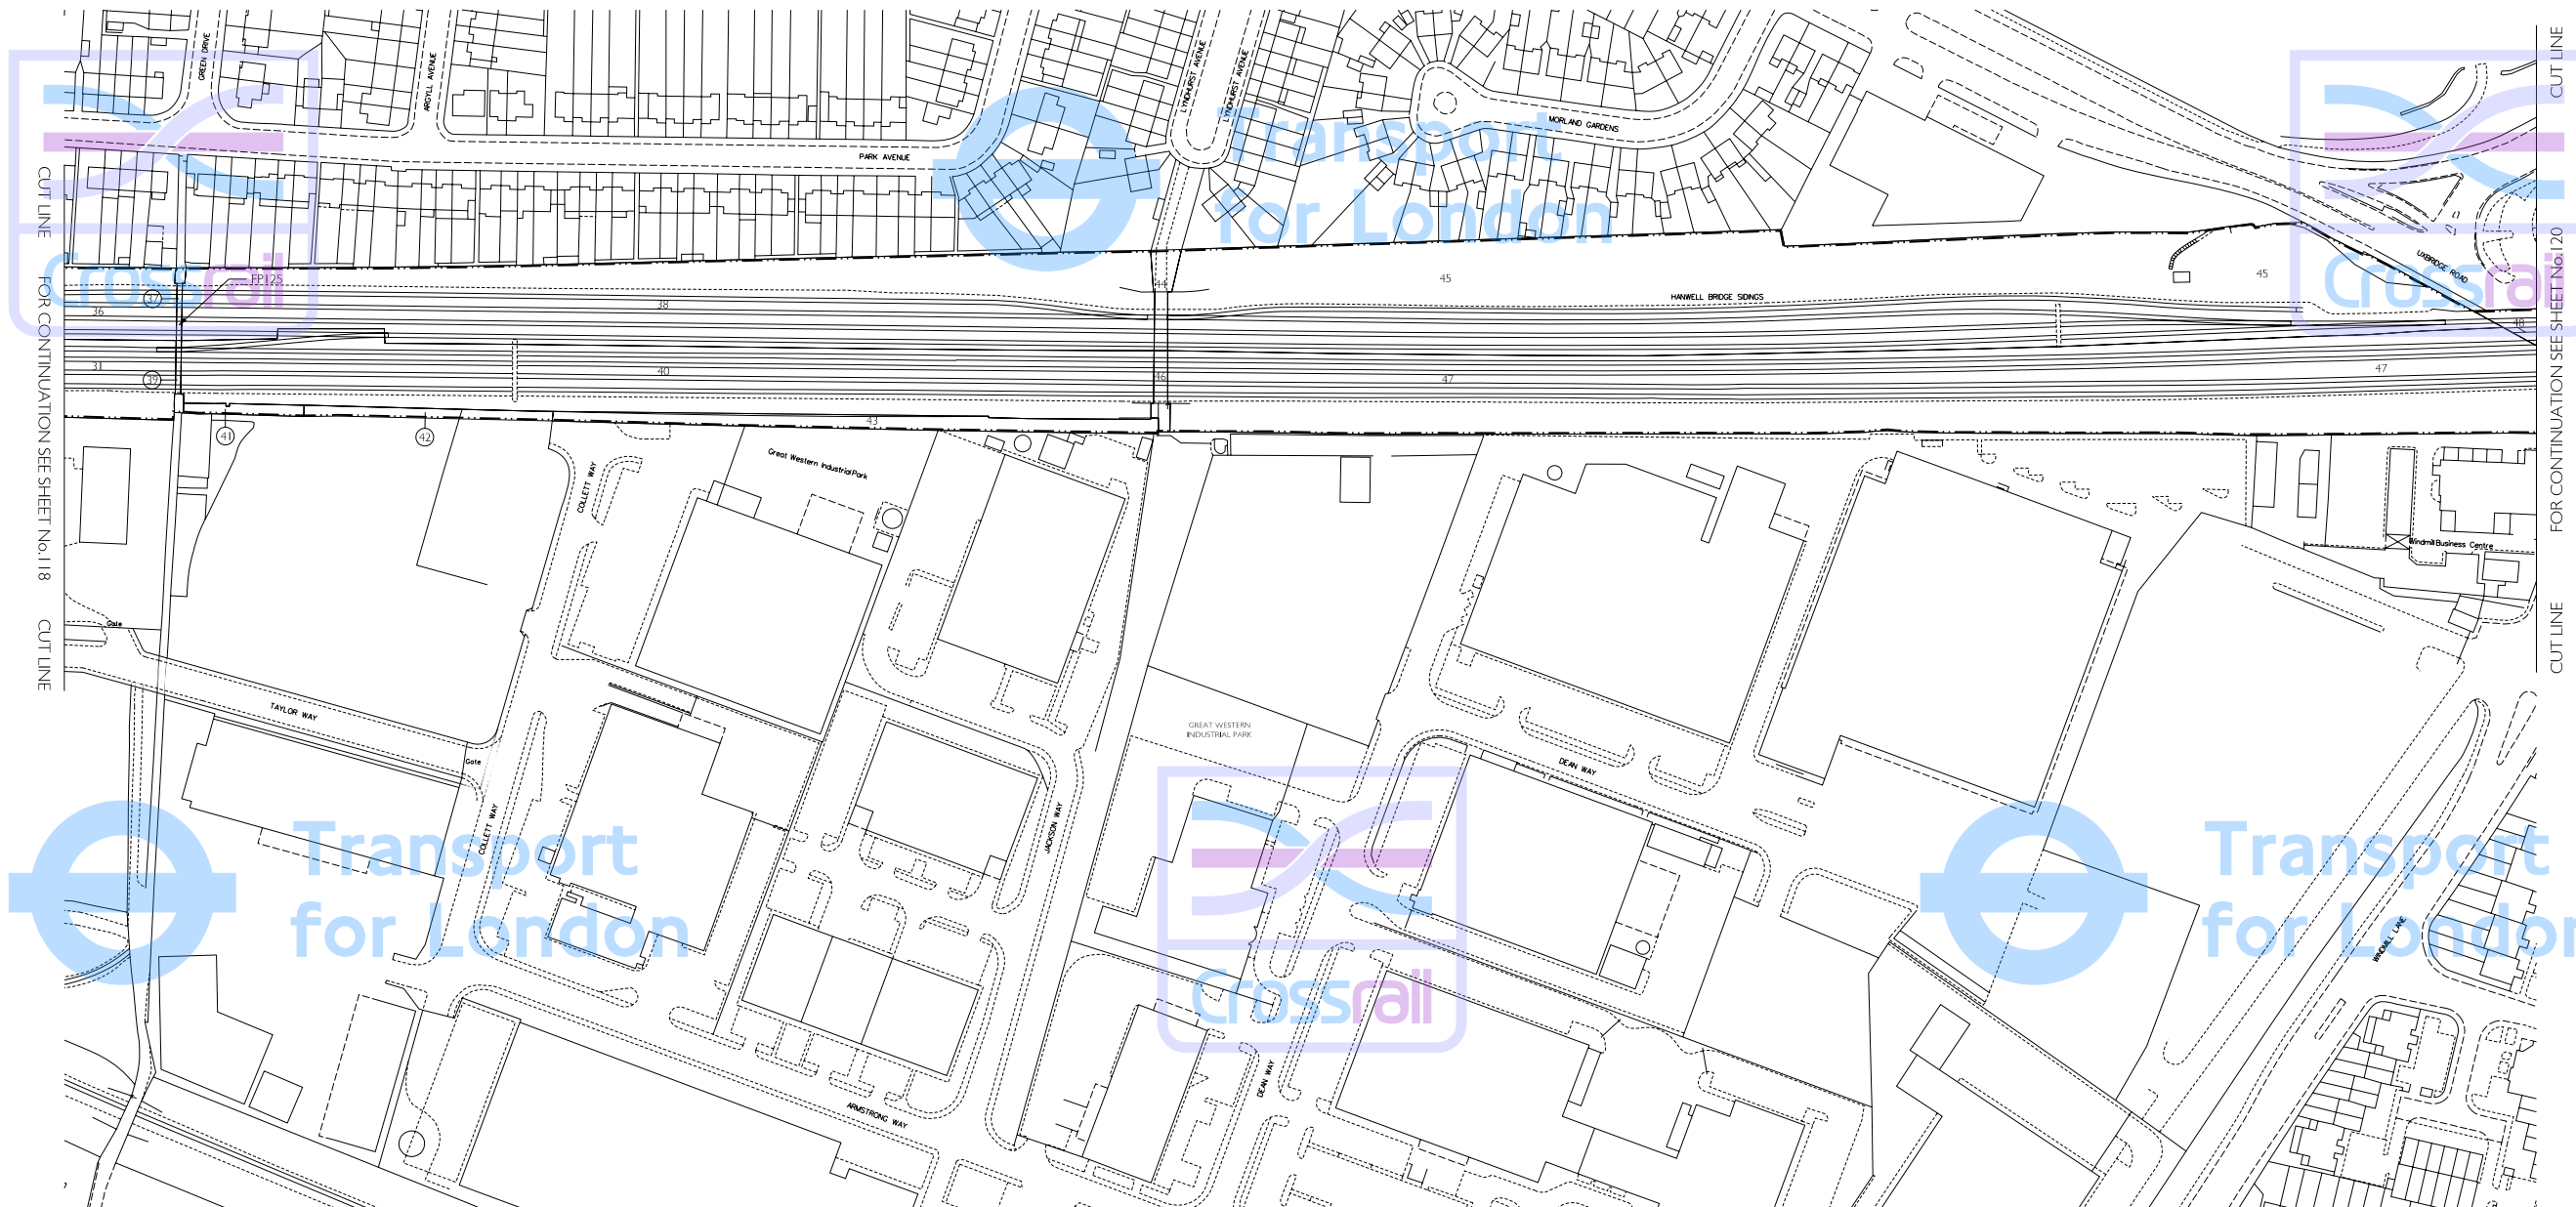 GREEN DRIVE
ARGYLL AVENUE
LYNDHURST AVENUE
LYNDHURST AVENUE
MORLAND GARDENS
PARK AVENUE
Transport
for London
Crossrail
Crossrail
UXBRIDGE ROAD
CUT LINE
FOR CONTINUATION SEE SHEET No.118
CUT LINE
CUT LINE
FOR CONTINUATION SEE SHEET No.120
CUT LINE
FP125
37
36
38
44
45
HANWELL BRIDGE SIDINGS
45
48
31
39
40
46
47
47
41
42
43
COLLETT WAY
Great Western Industrial Park
Windmill Business Centre
Gate
TAYLOR WAY
Gate
COLLETT WAY
JACKSON WAY
GREAT WESTERN
INDUSTRIAL PARK
DEAN WAY
Transport
for London
Crossrail
Transport
for London
WINDMILL LANE
DEAN WAY
ARMSTRONG WAY